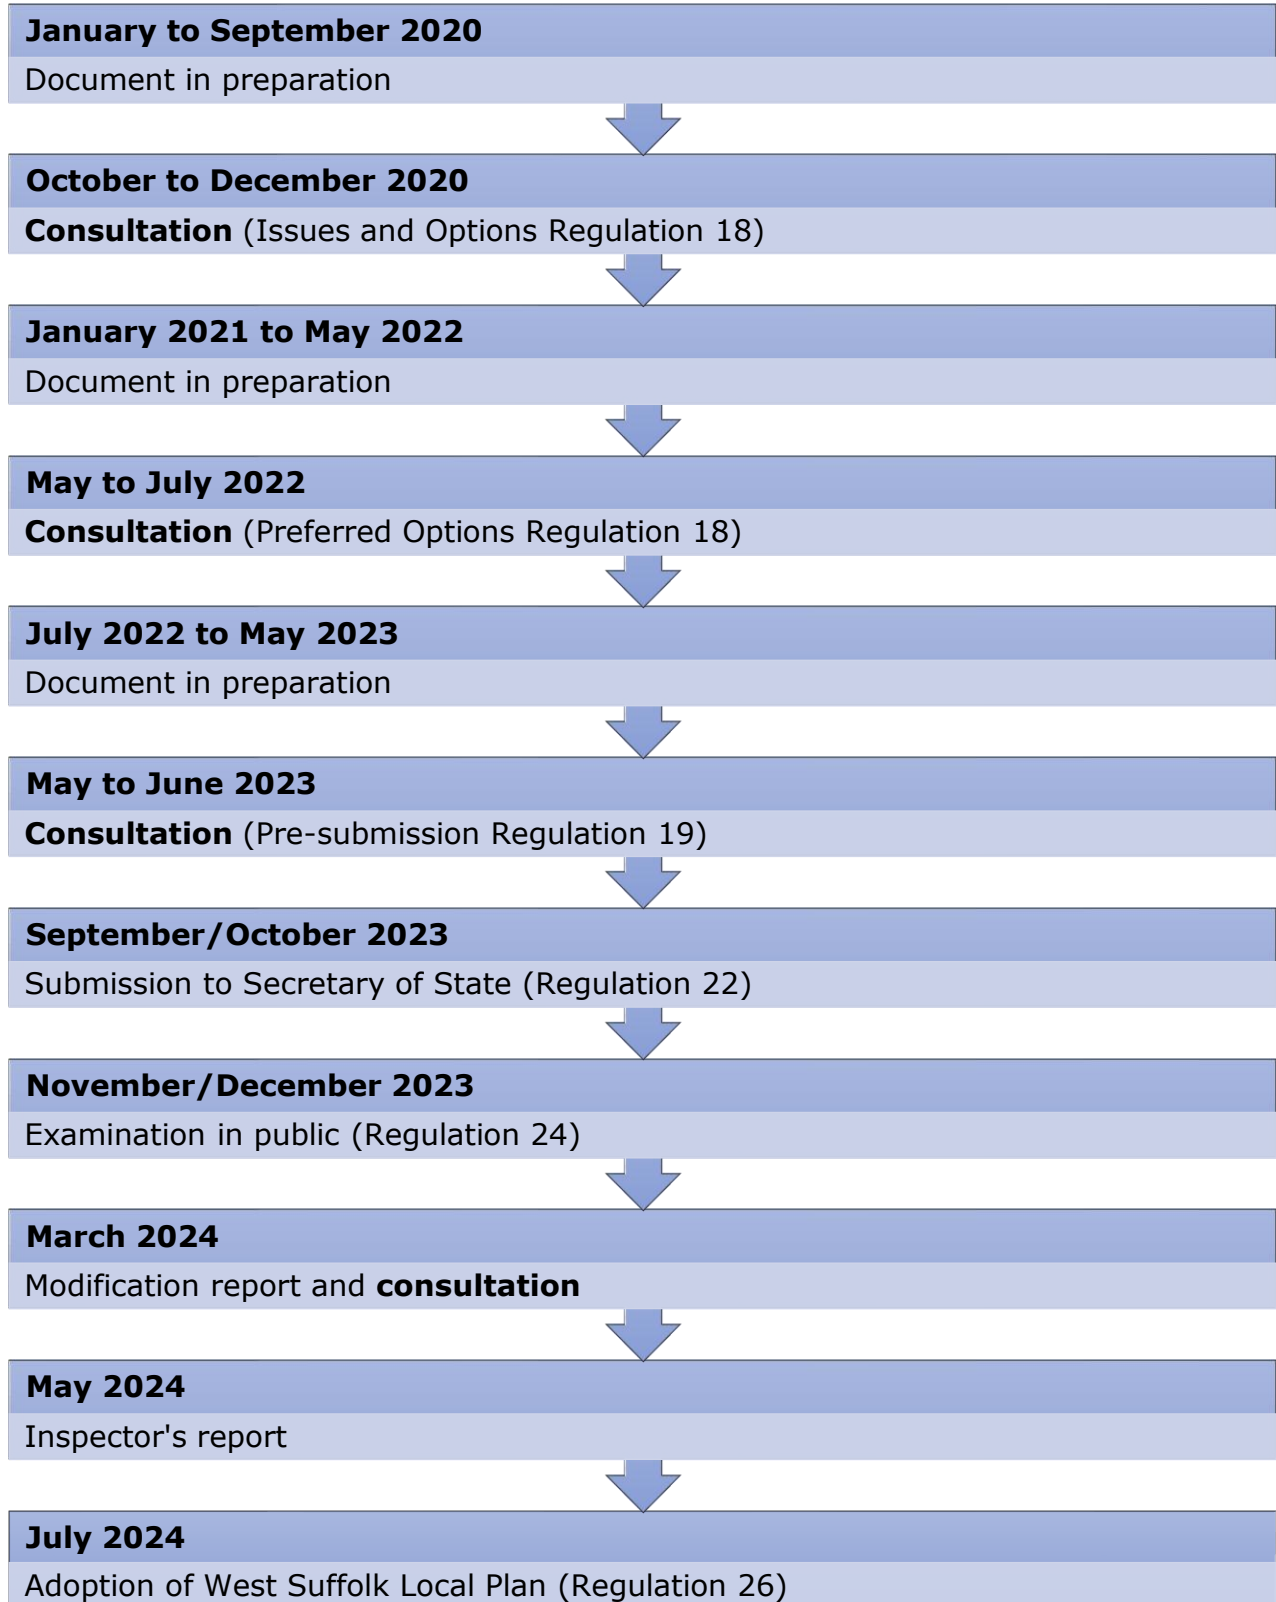 January to September 2020
Document in preparation
October to December 2020
Consultation (Issues and Options Regulation 18)
January 2021 to May 2022
Document in preparation
May to July 2022
Consultation (Preferred Options Regulation 18)
July 2022 to May 2023
Document in preparation
May to June 2023
Consultation (Pre-submission Regulation 19)
September/October 2023
Submission to Secretary of State (Regulation 22)
November/December 2023
Examination in public (Regulation 24)
March 2024
Modification report and consultation
May 2024
Inspector's report
July 2024
Adoption of West Suffolk Local Plan (Regulation 26)